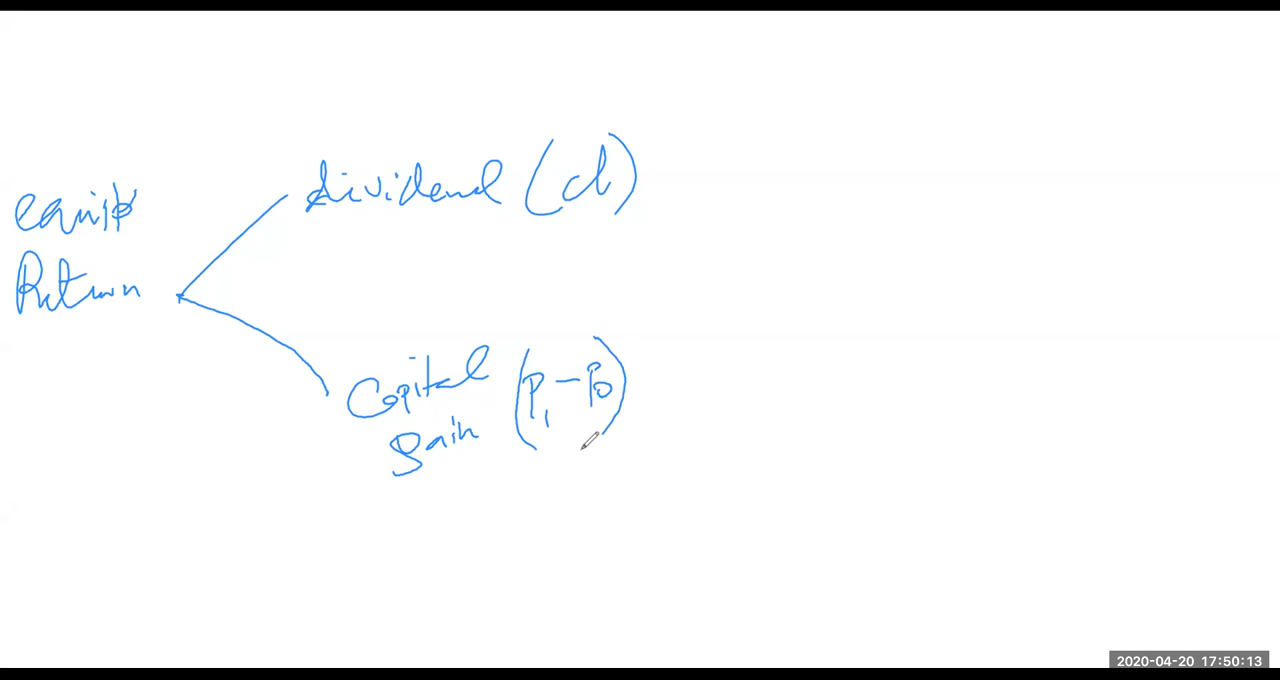 equity
Return
dividend (d)
Capital
gain (P1 - P0)
2020-04-20 17:50:13